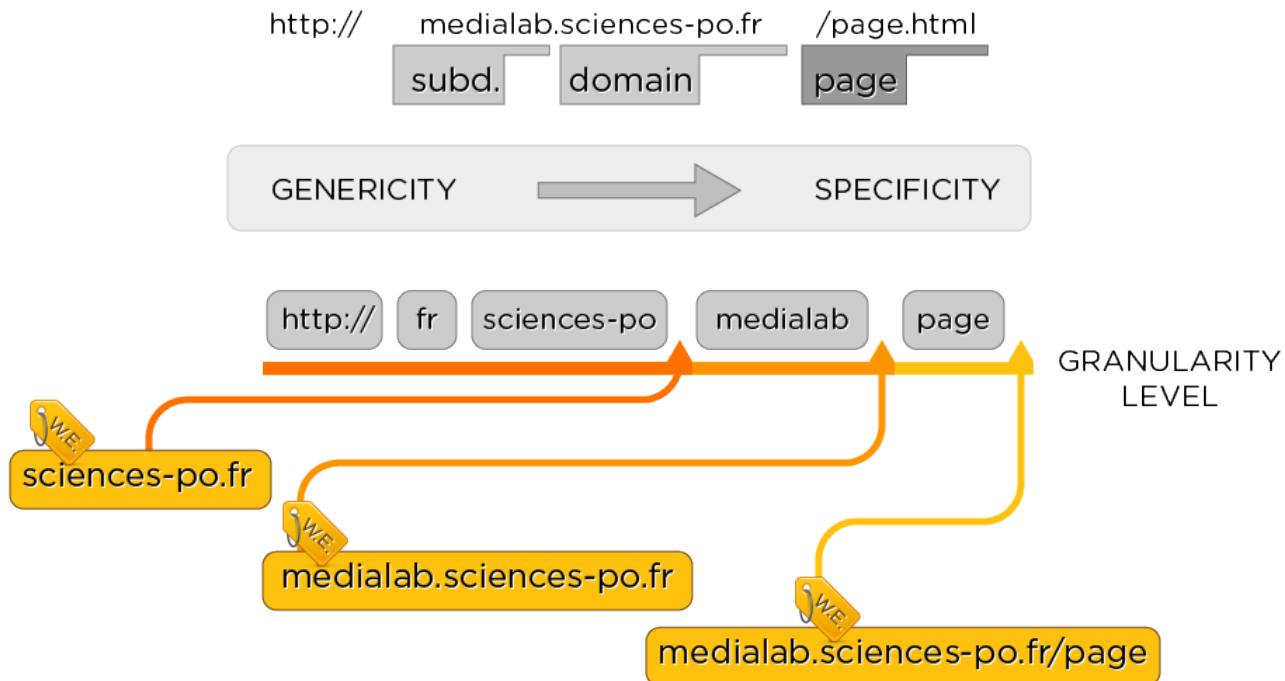 http:// medialab.sciences-po.fr /page.html
subd. domain page
GENERICITY SPECIFICITY
http:// fr sciences-po medialab page
GRANULARITY
LEVEL
W.E.
sciences-po.fr
W.E.
medialab.sciences-po.fr
W.E.
medialab.sciences-po.fr/page